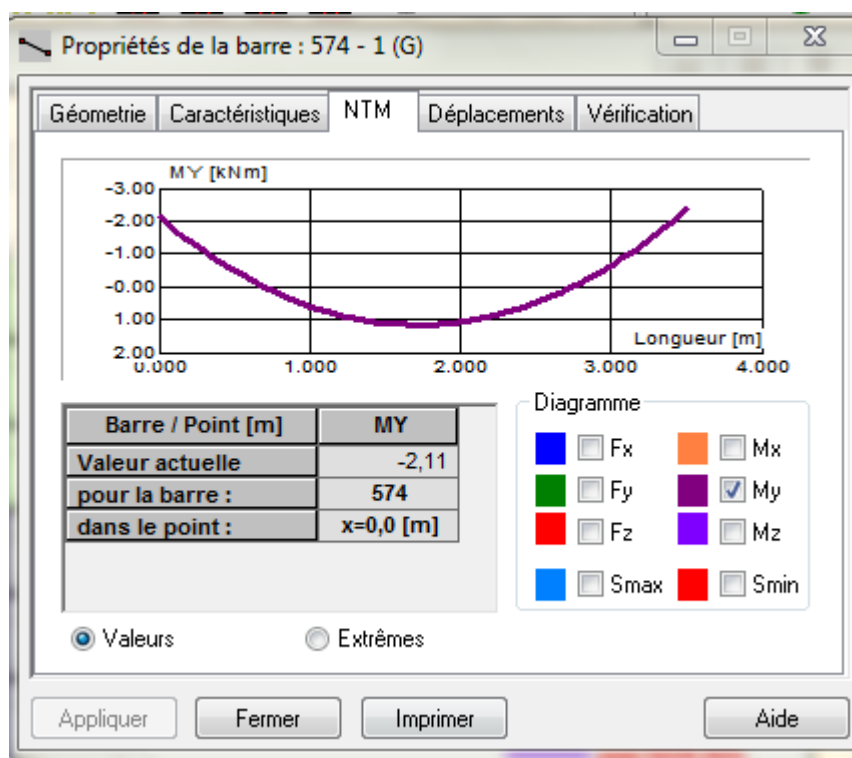 Propriétés de la barre : 574 - 1 (G)
Géometrie Caractéristiques NTM Déplacements Vérification
MY [kNm]
-3.00
-2.00
-1.00
-0.00
1.00
2.00
Longueur [m]
0.000 1.000 2.000 3.000 4.000
Barre / Point [m] MY
Valeur actuelle -2,11
pour la barre : 574
dans le point : x=0,0 [m]
Diagramme
Fx Mx
Fy My
Fz Mz
Smax Smin
Valeurs Extrêmes
Appliquer Fermer Imprimer Aide